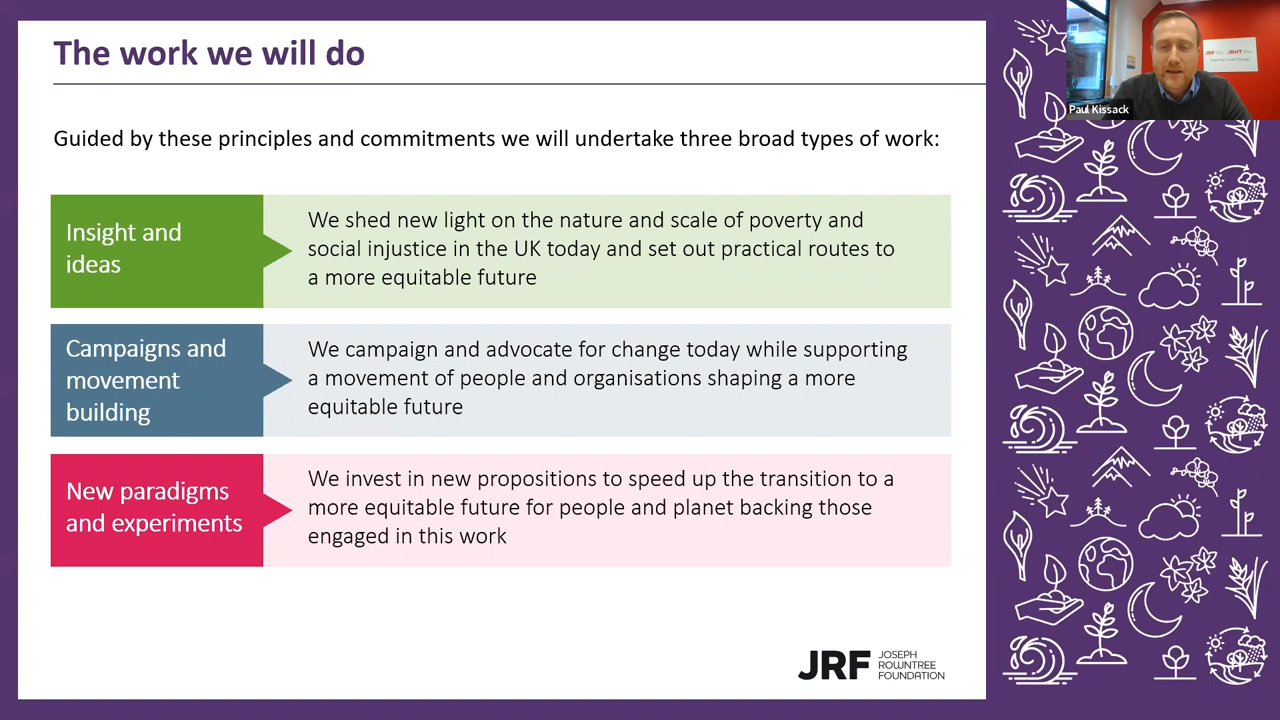 The work we will do
Paul Kissack
JRF
JRHT
Guided by these principles and commitments we will undertake three broad types of work:
Insight and
ideas
We shed new light on the nature and scale of poverty and
social injustice in the UK today and set out practical routes to
a more equitable future
Campaigns and
movement
building
We campaign and advocate for change today while supporting
a movement of people and organisations shaping a more
equitable future
New paradigms
and experiments
We invest in new propositions to speed up the transition to a
more equitable future for people and planet backing those
engaged in this work
JRF
JOSEPH
ROWNTREE
FOUNDATION